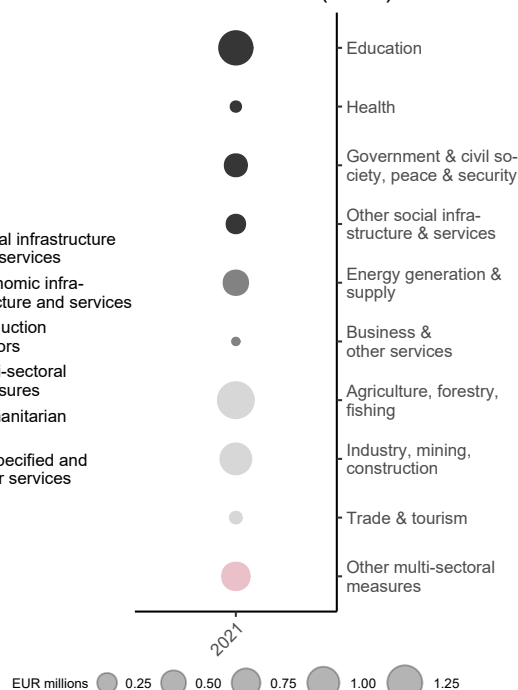 Education
Health
Government & civil so-
ciety, peace & security
Other social infra-
structure & services
Energy generation &
supply
Business &
other services
Agriculture, forestry,
fishing
Industry, mining,
construction
Trade & tourism
Other multi-sectoral
measures
al infrastructure
services
nomic infra-
cture and services
uction
ors
i-sectoral
sures
anitarian
pecified and
r services
2021
EUR millions 0.25 0.50 0.75 1.00 1.25